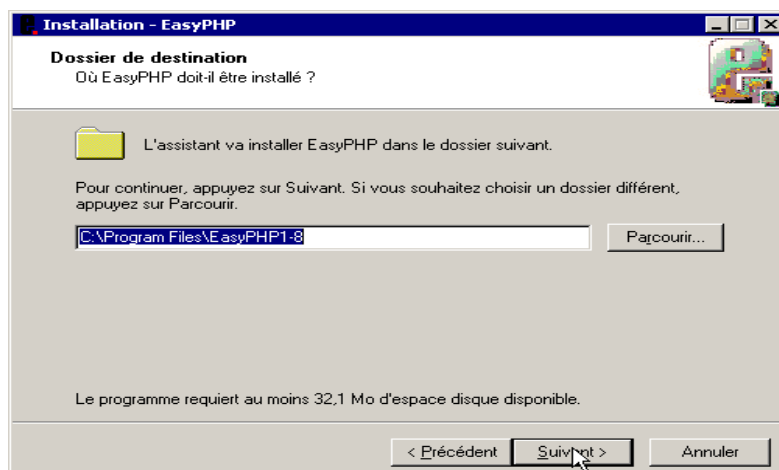 Installation - EasyPHP
Dossier de destination
Où EasyPHP doit-il être installé ?
L'assistant va installer EasyPHP dans le dossier suivant.
Pour continuer, appuyez sur Suivant. Si vous souhaitez choisir un dossier différent,
appuyez sur Parcourir.
C:\Program Files\EasyPHP1-8
Parcourir...
Le programme requiert au moins 32,1 Mo d'espace disque disponible.
< Précédent
Suivant >
Annuler